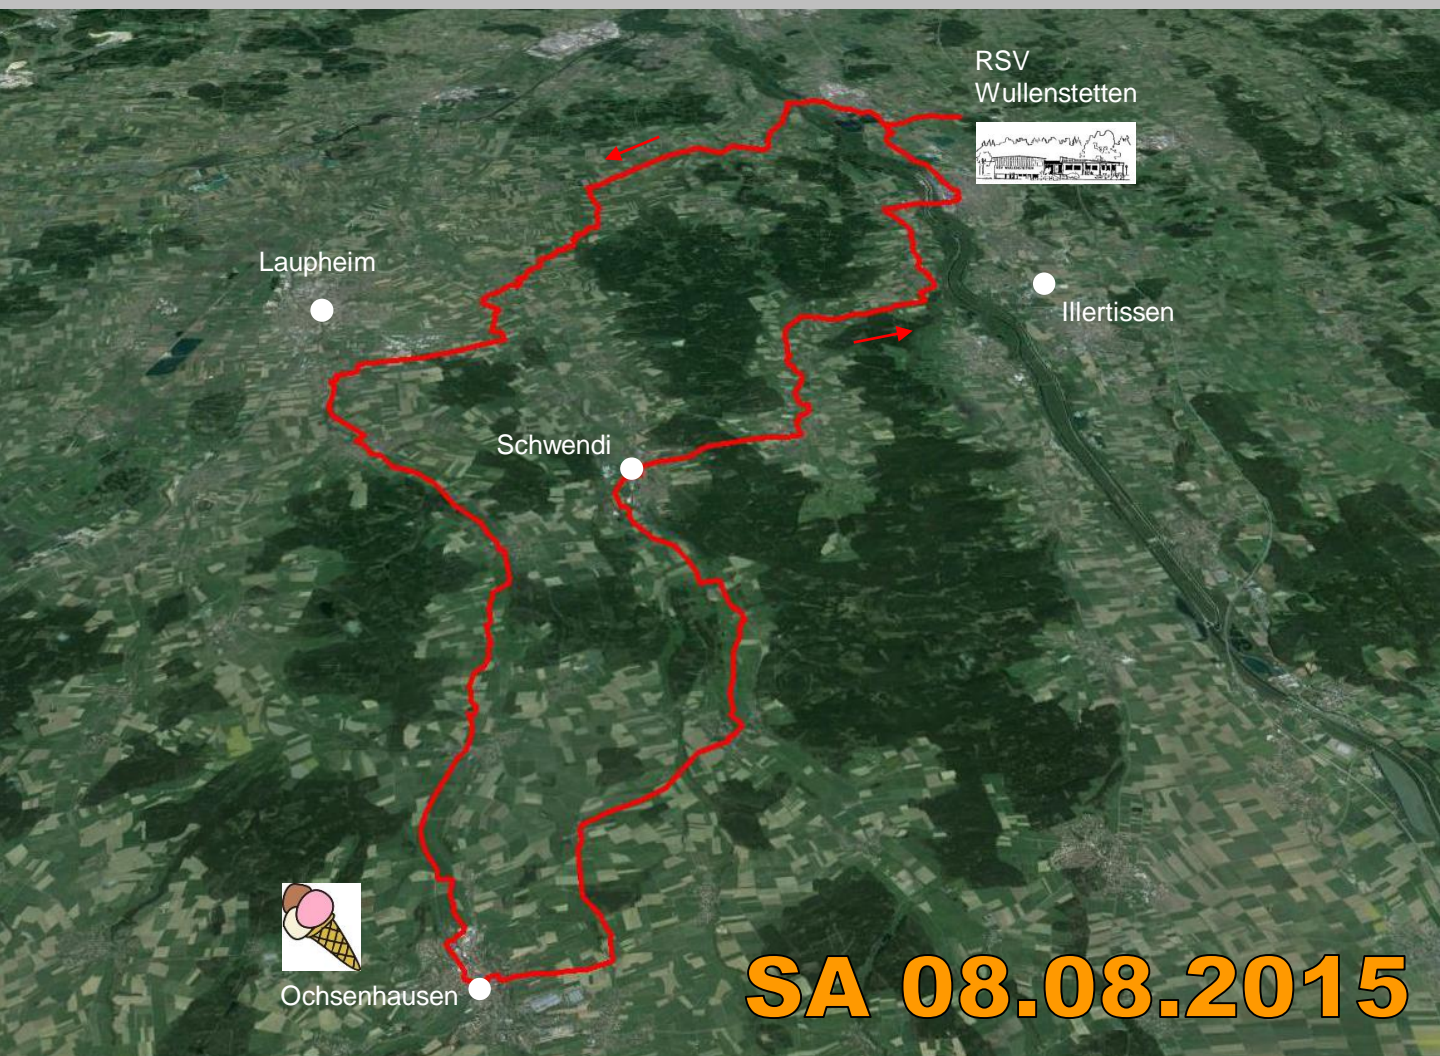 RSV
Wullenstetten
Laupheim
Illertissen
Schwendi
Ochsenhausen
SA 08.08.2015